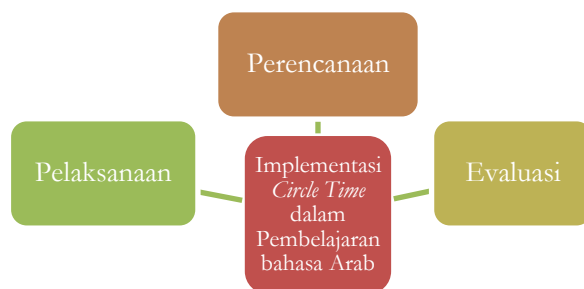 Perencanaan
Pelaksanaan
Implementasi
Circle Time
dalam
Pembelajaran
bahasa Arab
Evaluasi